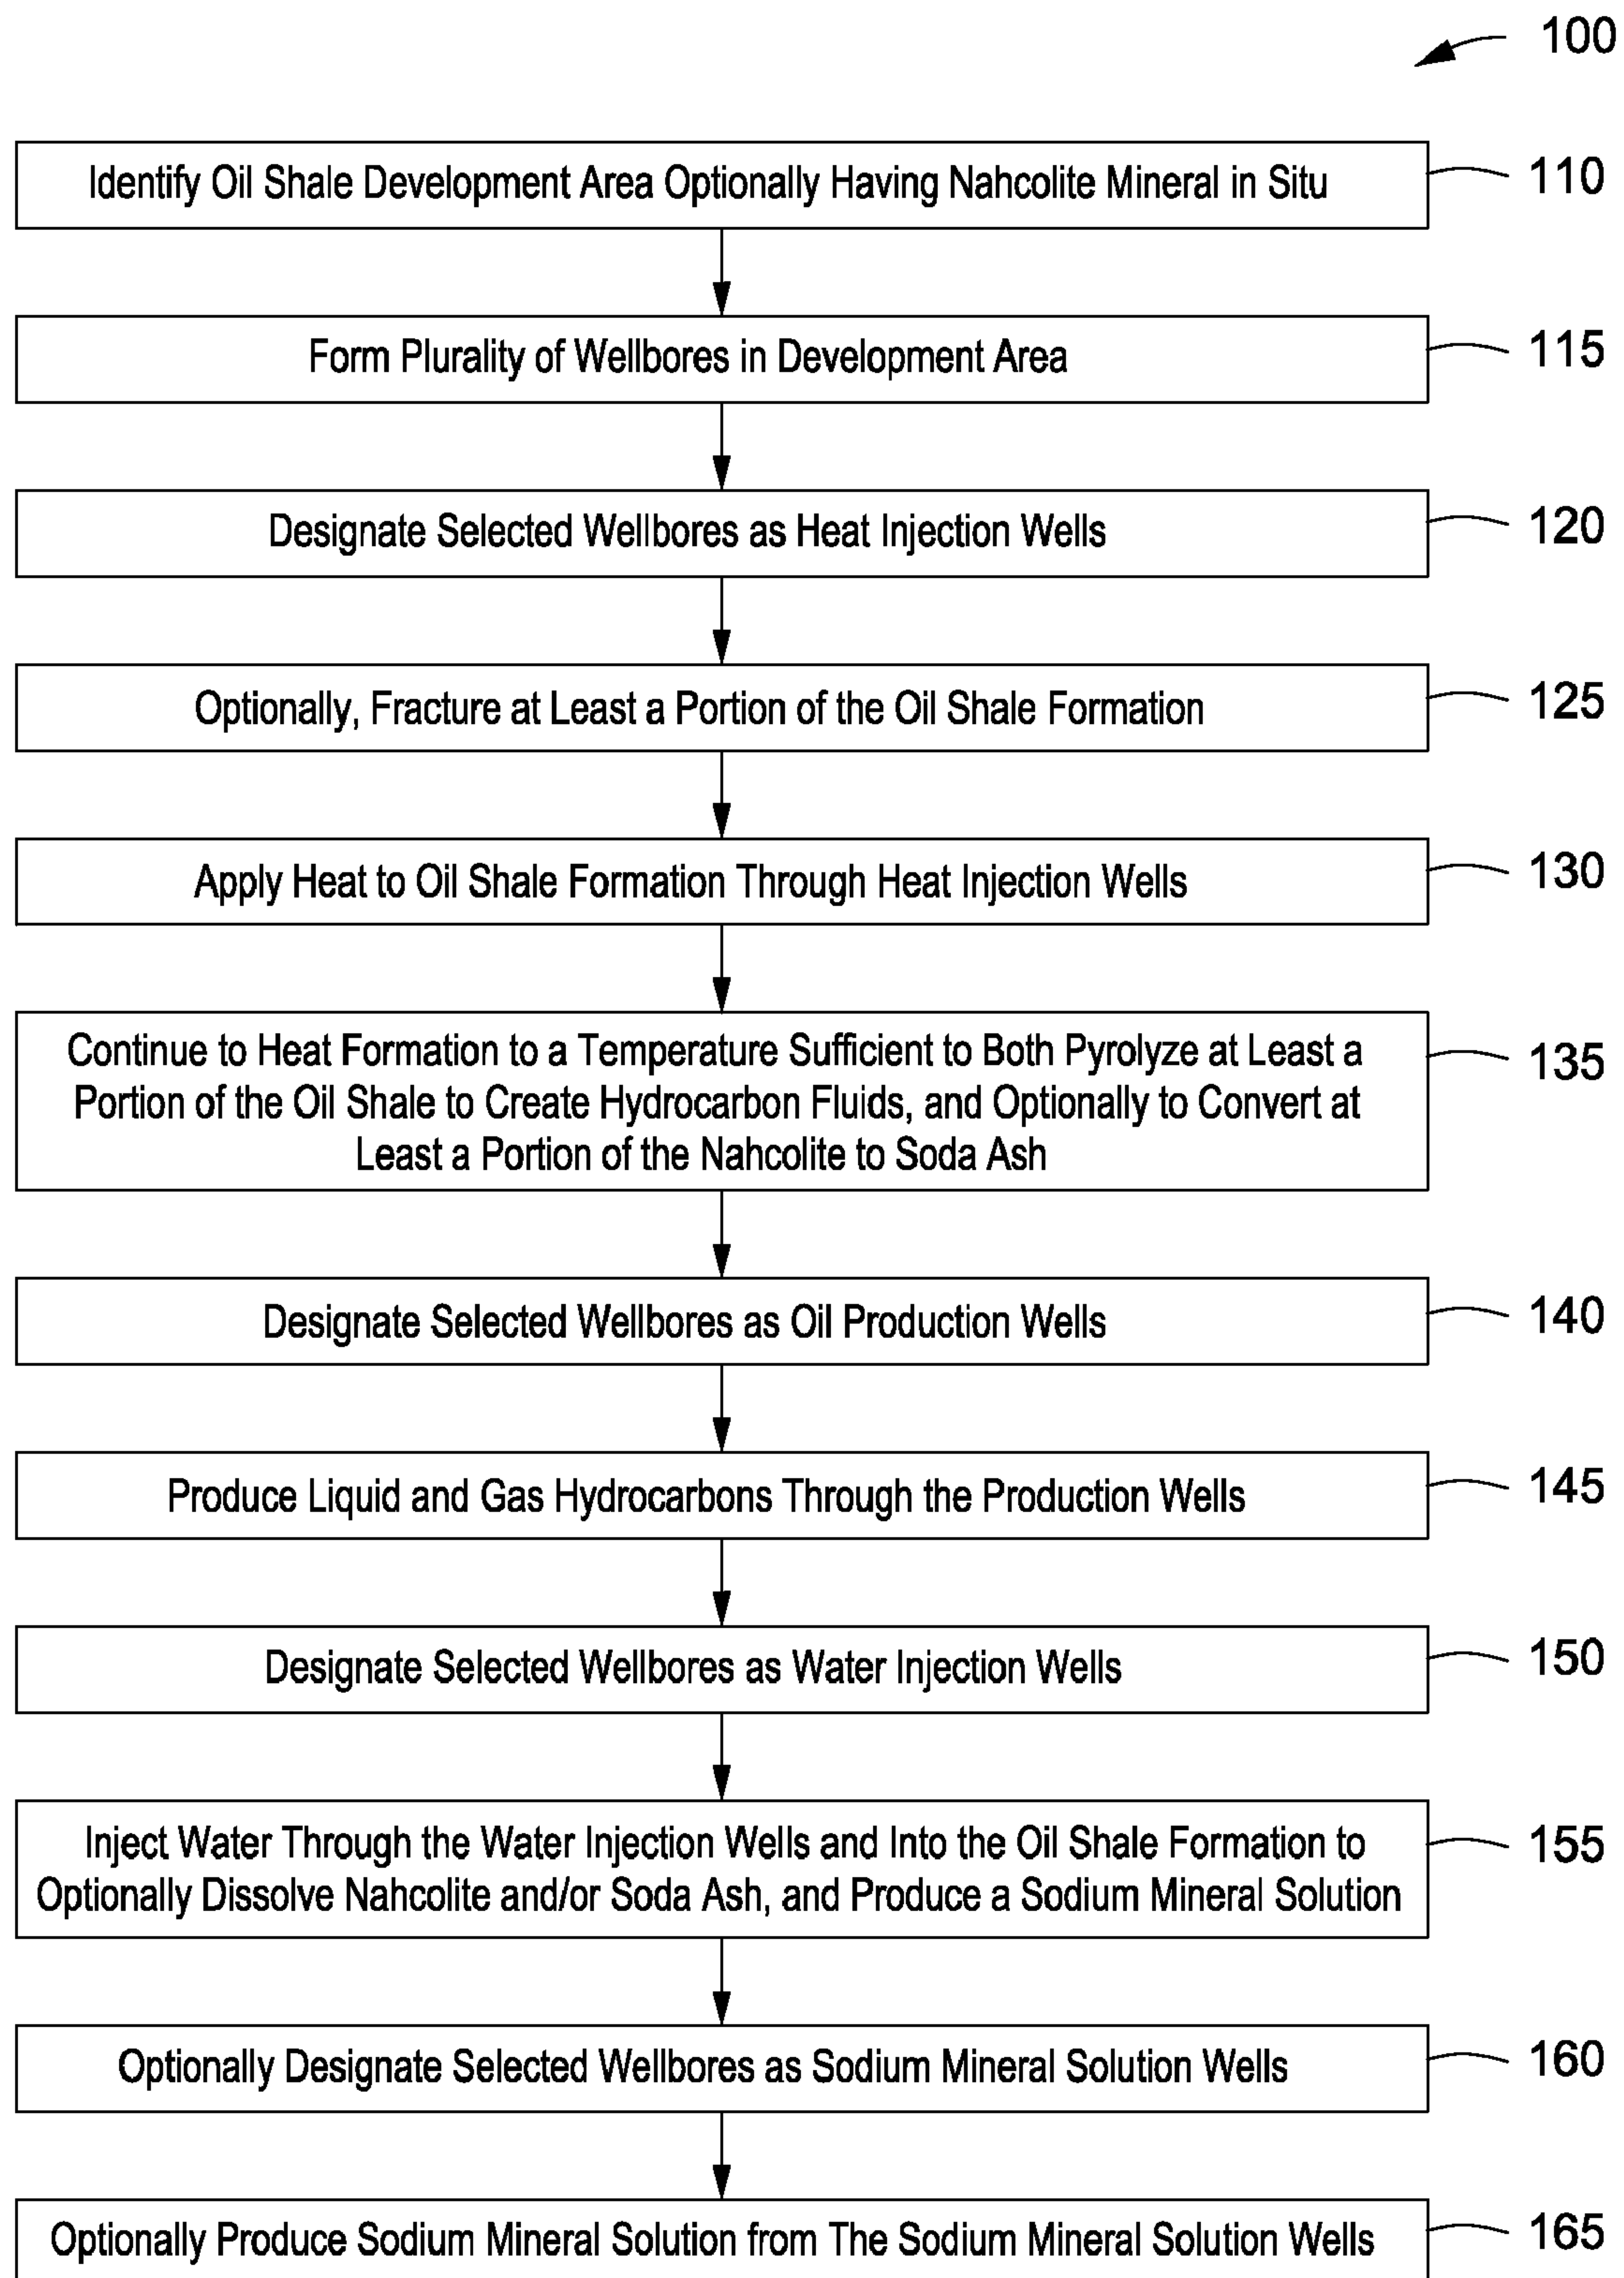 100
Identify Oil Shale Development Area Optionally Having Nahcolite Mineral in Situ
110
Form Plurality of Wellbores in Development Area
115
Designate Selected Wellbores as Heat Injection Wells
120
Optionally, Fracture at Least a Portion of the Oil Shale Formation
125
Apply Heat to Oil Shale Formation Through Heat Injection Wells
130
Continue to Heat Formation to a Temperature Sufficient to Both Pyrolyze at Least a
Portion of the Oil Shale to Create Hydrocarbon Fluids, and Optionally to Convert at
Least a Portion of the Nahcolite to Soda Ash
135
Designate Selected Wellbores as Oil Production Wells
140
Produce Liquid and Gas Hydrocarbons Through the Production Wells
145
Designate Selected Wellbores as Water Injection Wells
150
Inject Water Through the Water Injection Wells and Into the Oil Shale Formation to
Optionally Dissolve Nahcolite and/or Soda Ash, and Produce a Sodium Mineral Solution
155
Optionally Designate Selected Wellbores as Sodium Mineral Solution Wells
160
Optionally Produce Sodium Mineral Solution from The Sodium Mineral Solution Wells
165